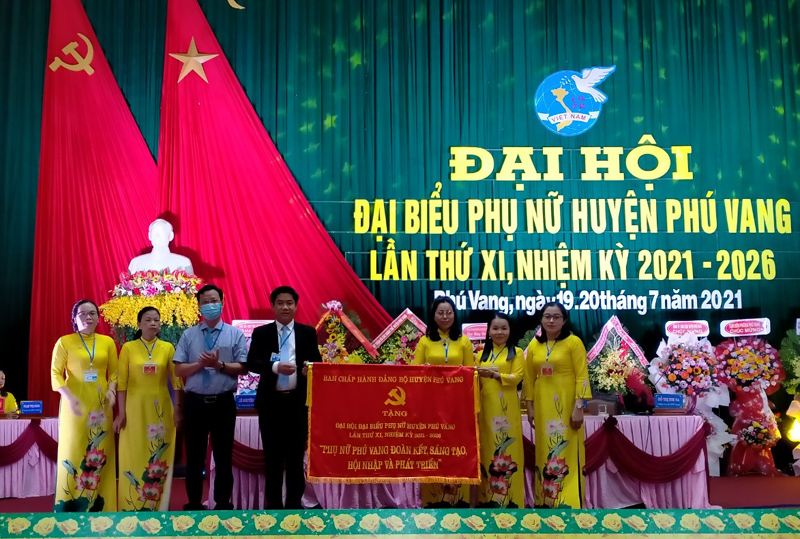 VIỆT NAM
ĐẠI HỘI
ĐẠI BIỂU PHỤ NỮ HUYỆN PHÚ VANG
LẦN THỨ XI, NHIỆM KỲ 2021 - 2026
Phú Vang, ngày 19.20 tháng 7 năm 2021
BAN CHẤP HÀNH ĐẢNG BỘ HUYỆN PHÚ VANG
TẶNG
ĐẠI HỘI ĐẠI BIỂU PHỤ NỮ HUYỆN PHÚ VANG
LẦN THỨ XI, NHIỆM KỲ 2021 - 2026
"PHỤ NỮ PHÚ VANG ĐOÀN KẾT, SÁNG TẠO,
HỘI NHẬP VÀ PHÁT TRIỂN"
CHÚC MỪNG